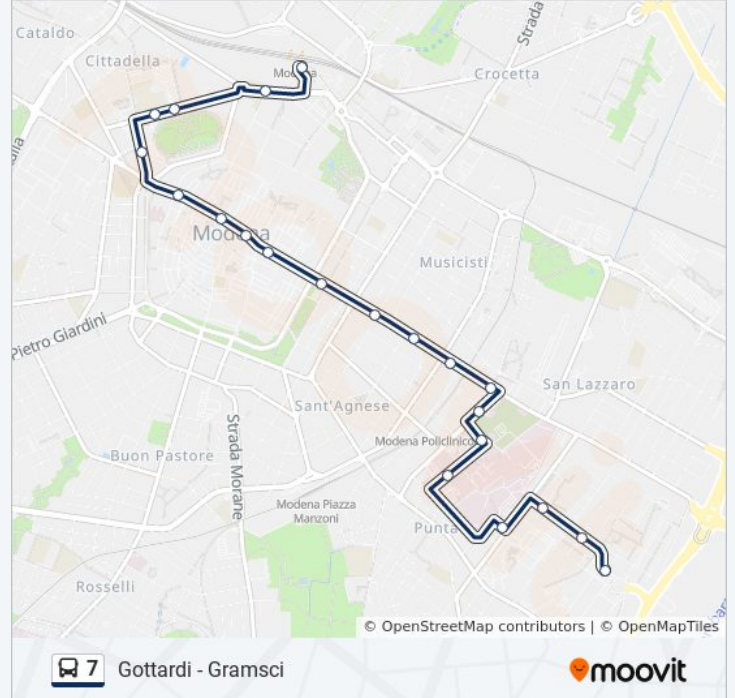 Cataldo
Cittadella
Strada
Crocetta
Modena
Musicisti
Pietro Giardini
San Lazzaro
Sant'Agnese
Modena Policlinico
Strada Morane
Buon Pastore
Modena Piazza
Manzoni
Punta
Rosselli
© OpenStreetMap contributors | © OpenMapTiles
7 Gottardi - Gramsci moovit